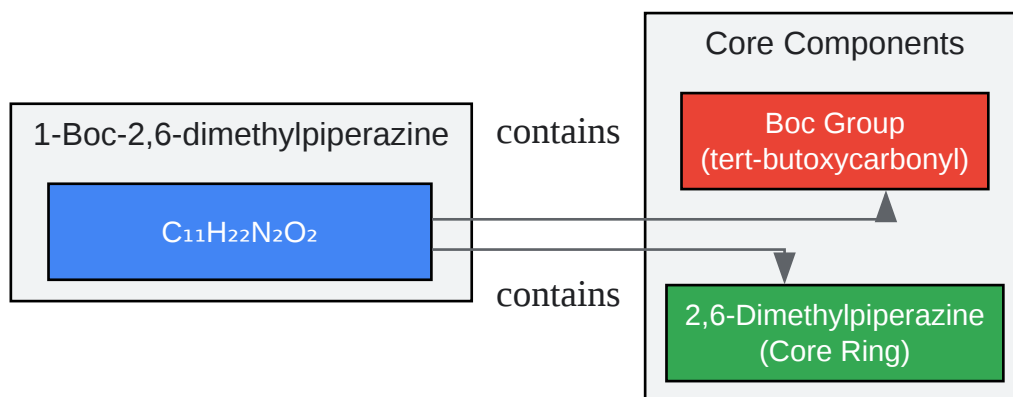 Core Components
1-Boc-2,6-dimethylpiperazine
contains
Boc Group
(tert-butoxycarbonyl)
C₁₁H₂₂N₂O₂
contains
2,6-Dimethylpiperazine
(Core Ring)